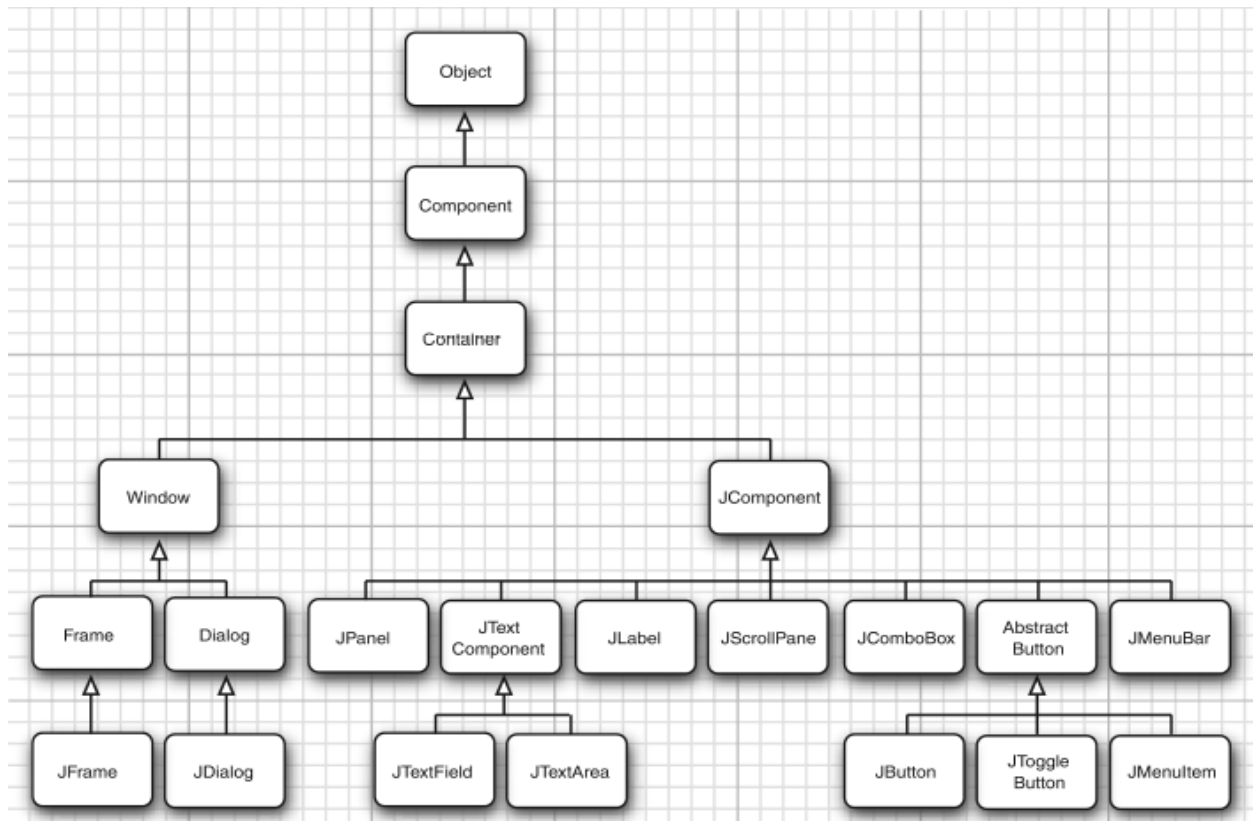 Object
Component
Container
Window
JComponent
Frame
Dialog
JPanel
JText
Component
JLabel
JScrollPane
JComboBox
Abstract
Button
JMenuBar
JFrame
JDialog
JTextField
JTextArea
JButton
JToggle
Button
JMenuItem